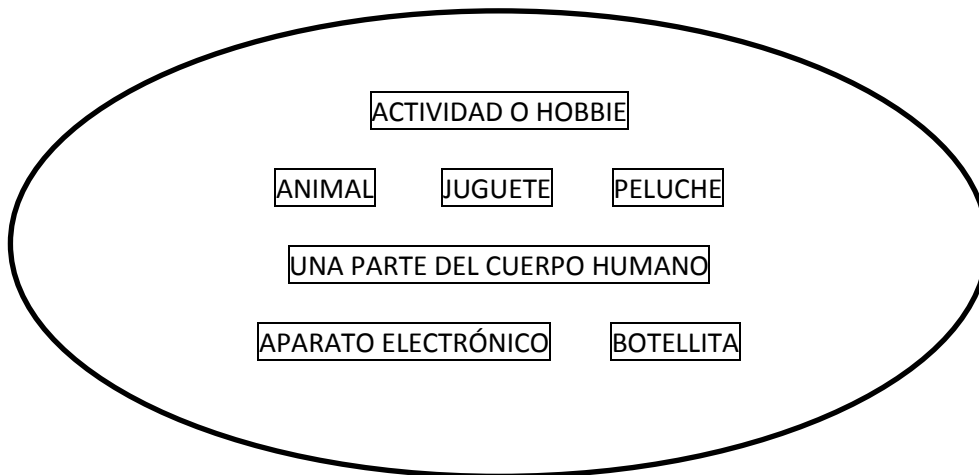 ACTIVIDAD O HOBBIE
ANIMAL JUGUETE PELUCHE
UNA PARTE DEL CUERPO HUMANO
APARATO ELECTRÓNICO BOTELLITA